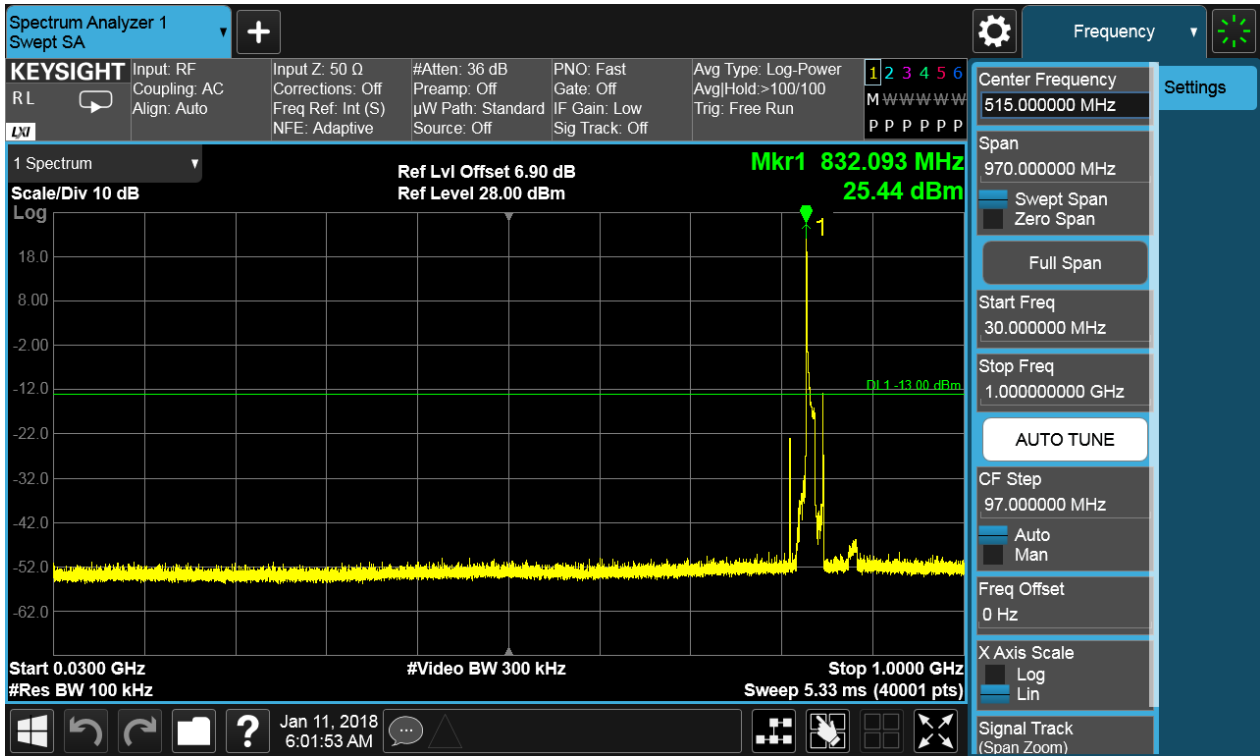 Spectrum Analyzer 1
Swept SA
+
Frequency
KEYSIGHT
RL
LXI
Input: RF
Coupling: AC
Align: Auto
Input Z: 50 Ω
Corrections: Off
Freq Ref: Int (S)
NFE: Adaptive
#Atten: 36 dB
Preamp: Off
µW Path: Standard
Source: Off
PNO: Fast
Gate: Off
IF Gain: Low
Sig Track: Off
Avg Type: Log-Power
Avg|Hold:>100/100
Trig: Free Run
1 2 3 4 5 6
M W W W W W
P P P P P P
1 Spectrum
Scale/Div 10 dB
Log
Ref Lvl Offset 6.90 dB
Ref Level 28.00 dBm
Mkr1 832.093 MHz
25.44 dBm
1
18.0
8.00
-2.00
-12.0
-22.0
-32.0
-42.0
-52.0
-62.0
DL1 -13.00 dBm
Start 0.0300 GHz
#Res BW 100 kHz
#Video BW 300 kHz
Stop 1.0000 GHz
Sweep 5.33 ms (40001 pts)
Center Frequency
515.000000 MHz
Span
970.000000 MHz
Swept Span
Zero Span
Full Span
Start Freq
30.000000 MHz
Stop Freq
1.000000000 GHz
AUTO TUNE
CF Step
97.000000 MHz
Auto
Man
Freq Offset
0 Hz
X Axis Scale
Log
Lin
Signal Track
(Span Zoom)
Settings
?
Jan 11, 2018
6:01:53 AM